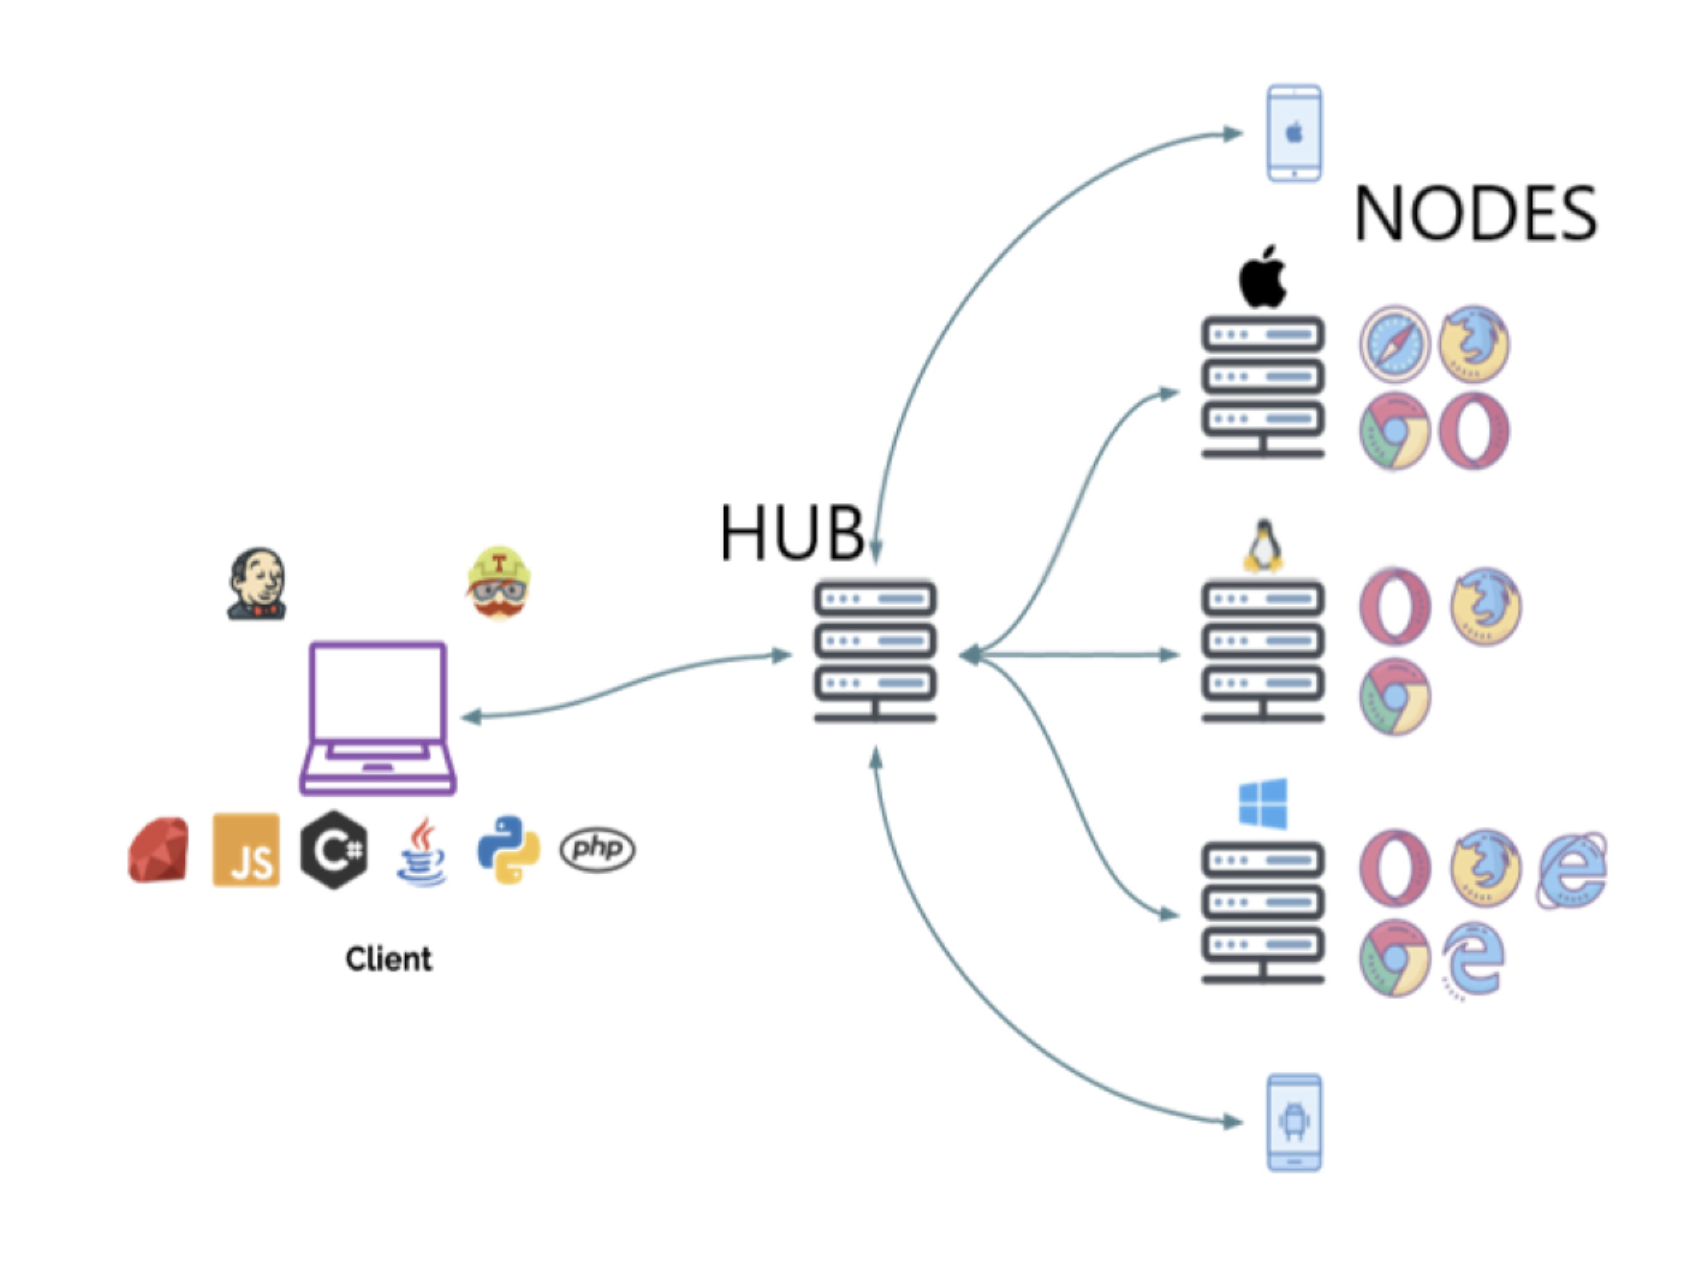 NODES
HUB
T
JS
C#
php
Client